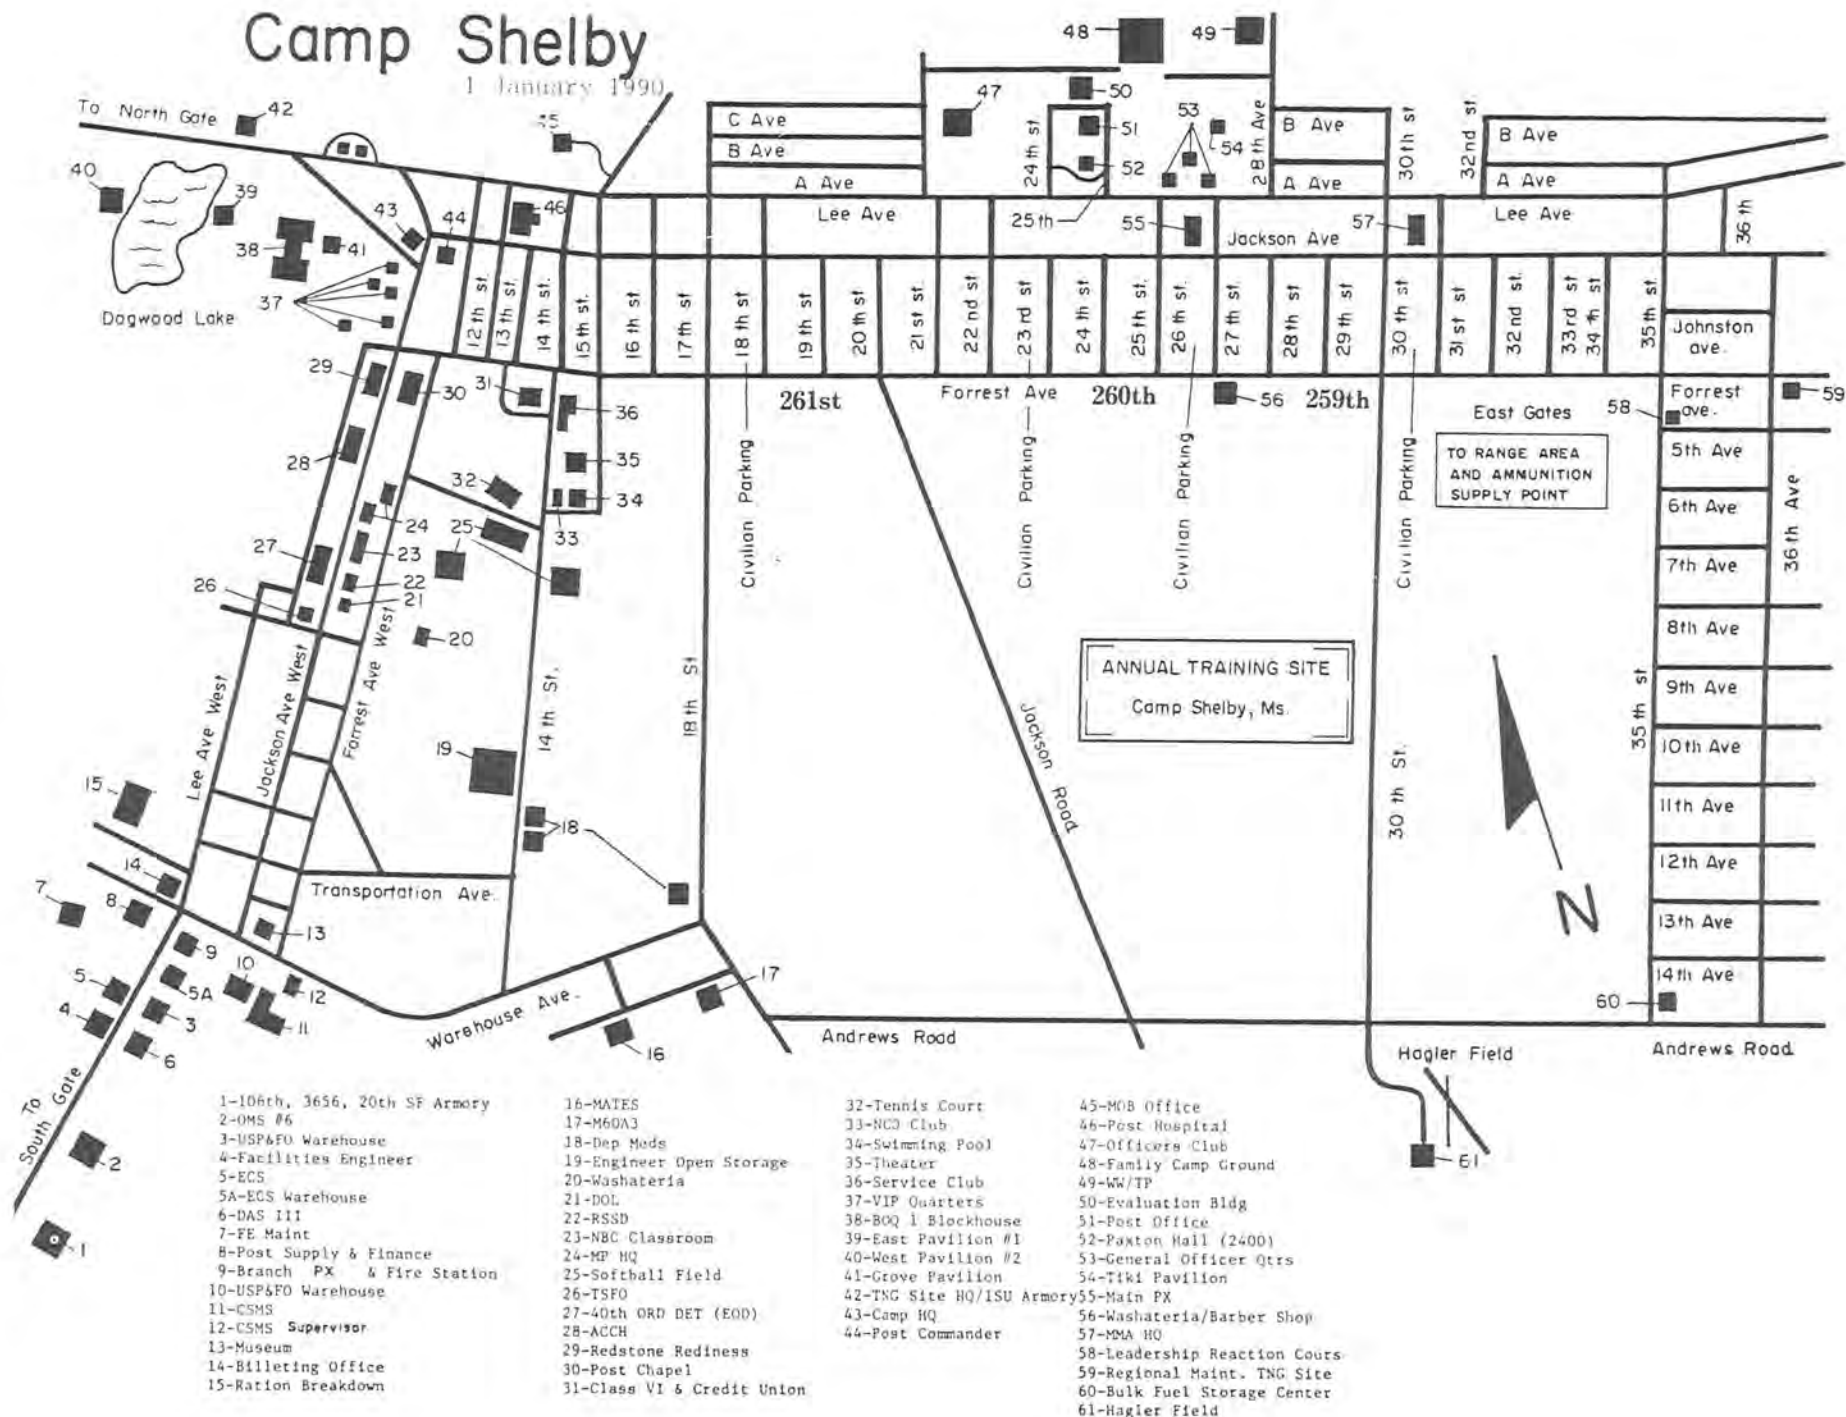 Camp Shelby
1 January 1990
To North Gate
42
45
40
39
38
41
43
44
46
37
Dagwood Lake
C Ave
B Ave
A Ave
47
48
49
50
51
52
53
54
24th st.
25th
28th Ave
B Ave
A Ave
30th st
32nd st.
B Ave
A Ave
Lee Ave
55
Jackson Ave
57
Lee Ave
36th
12th st.
13th st.
14th st.
15th st.
16th st
17th st
18th st
19th st
20th st
21st st
22nd st
23rd st
24th st.
25th st.
26th st.
27th st.
28th st.
29th st.
30th st
31st st
32nd st.
33rd st
34th st
35th st.
Johnston
ave.
29
30
31
36
35
34
33
32
28
24
25
23
27
22
21
26
20
261st
Forrest Ave
260th
56
259th
East Gates
58
Forrest
ave.
59
TO RANGE AREA
AND AMMUNITION
SUPPLY POINT
Civilian Parking
Civilian Parking
Civilian Parking
Civilian Parking
5th Ave
6th Ave
7th Ave
8th Ave
9th Ave
10th Ave
11th Ave
12th Ave
13th Ave
14th Ave
36th Ave
35th st
ANNUAL TRAINING SITE
Camp Shelby, Ms.
Lee Ave West
Jackson Ave West
Forrest Ave West
14th St.
18th St
Jackson Road
30th St.
N
19
18
15
14
7
8
Transportation Ave.
13
9
10
5
5A
12
4
3
11
6
17
16
Warehouse Ave.
Andrews Road
60
Hagler Field
Andrews Road
61
To
South Gate
2
1
1-106th, 3656, 20th SF Armory
2-OMS #6
3-USP&FO Warehouse
4-Facilities Engineer
5-ECS
5A-ECS Warehouse
6-DAS III
7-FE Maint
8-Post Supply & Finance
9-Branch PX & Fire Station
10-USP&FO Warehouse
11-CSMS
12-CSMS Supervisor
13-Museum
14-Billeting Office
15-Ration Breakdown
16-MATES
17-M60A3
18-Dep Meds
19-Engineer Open Storage
20-Washateria
21-DOL
22-RSSD
23-NBC Classroom
24-MP HQ
25-Softball Field
26-TSFO
27-40th ORD DET (EOD)
28-ACCH
29-Redstone Rediness
30-Post Chapel
31-Class VI & Credit Union
32-Tennis Court
33-NCO Club
34-Swimming Pool
35-Theater
36-Service Club
37-VIP Quarters
38-BOQ 1 Blockhouse
39-East Pavilion #1
40-West Pavilion #2
41-Grove Pavilion
42-TNG Site HQ/ISU Armory
43-Camp HQ
44-Post Commander
45-MOB Office
46-Post Hospital
47-Officers Club
48-Family Camp Ground
49-WW/TP
50-Evaluation Bldg
51-Post Office
52-Paxton Hall (2400)
53-General Officer Qtrs
54-Tiki Pavilion
55-Main PX
56-Washateria/Barber Shop
57-MMA HQ
58-Leadership Reaction Cours
59-Regional Maint. TNG Site
60-Bulk Fuel Storage Center
61-Hagler Field